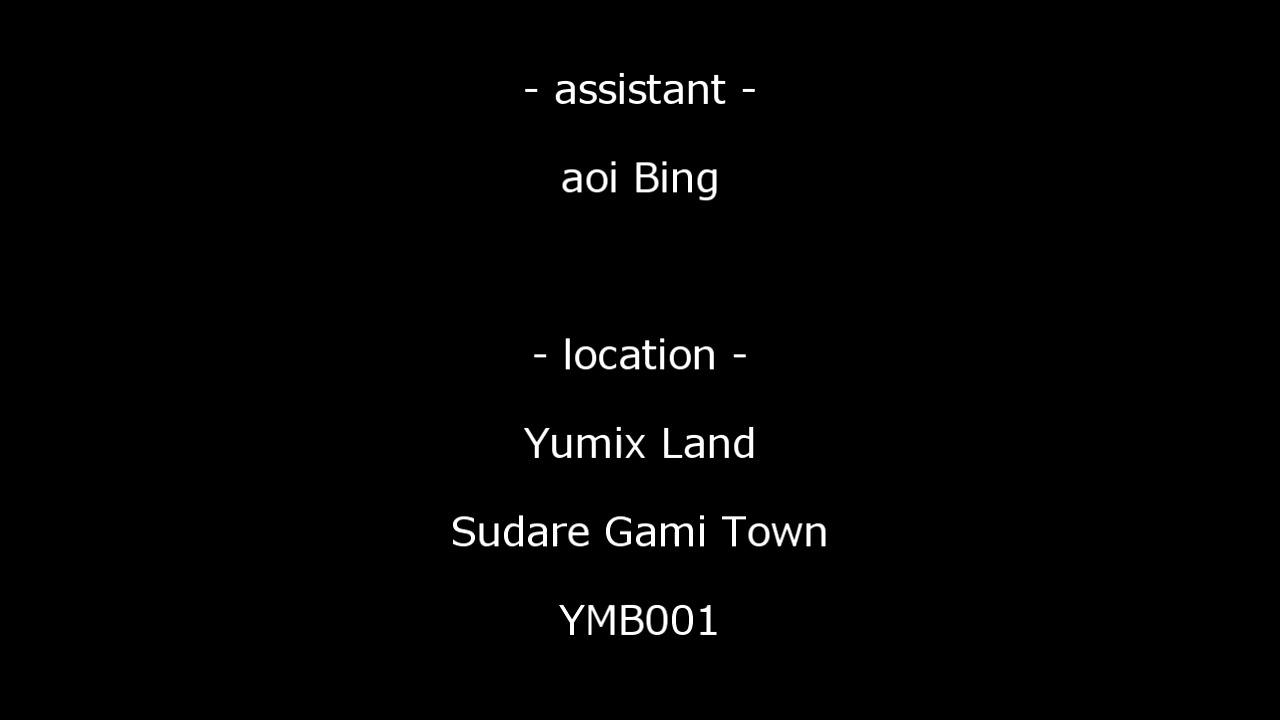 - assistant -
aoi Bing
- location -
Yumix Land
Sudare Gami Town
YMB001